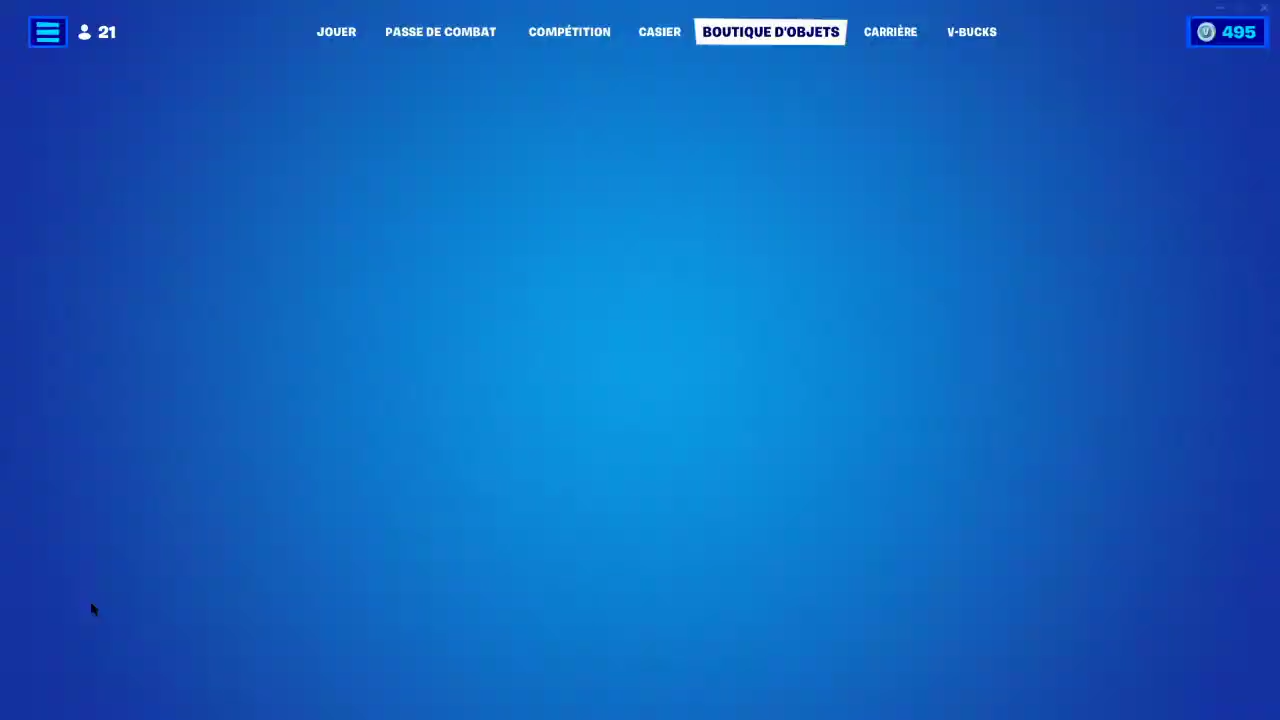 21
JOUER
PASSE DE COMBAT
COMPÉTITION
CASIER
BOUTIQUE D'OBJETS
CARRIÈRE
V-BUCKS
495